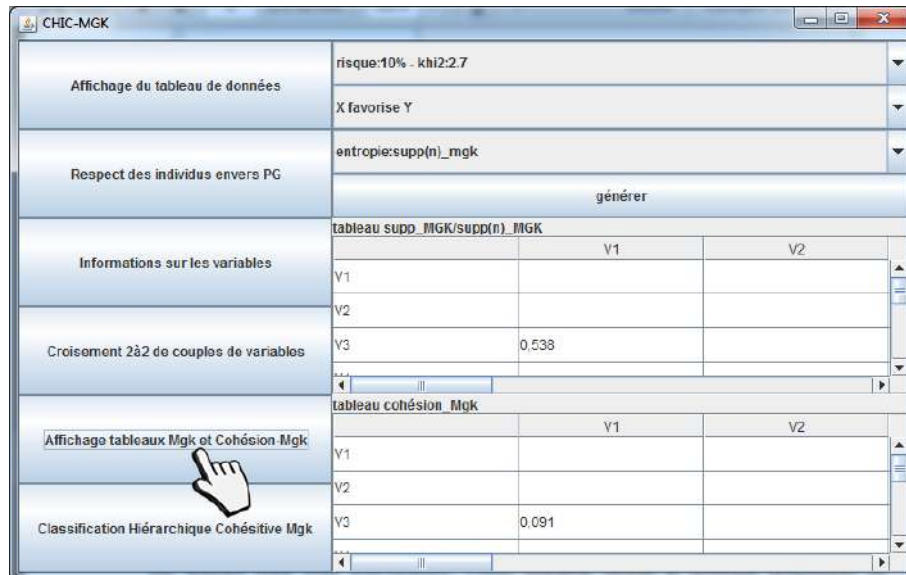 CHIC-MGK
Affichage du tableau de données
Respect des individus envers PG
Informations sur les variables
Croisement 2à2 de couples de variables
Affichage tableaux Mgk et Cohésion-Mgk
Classification Hiérarchique Cohésitive Mgk
risque:10% - khi2:2.7
X favorise Y
entropie:supp(n)_mgk
générer
tableau supp_MGK/supp(n)_MGK
V1 V2
V1
V2
V3 0,538
tableau cohésion_Mgk
V1 V2
V1
V2
V3 0,091